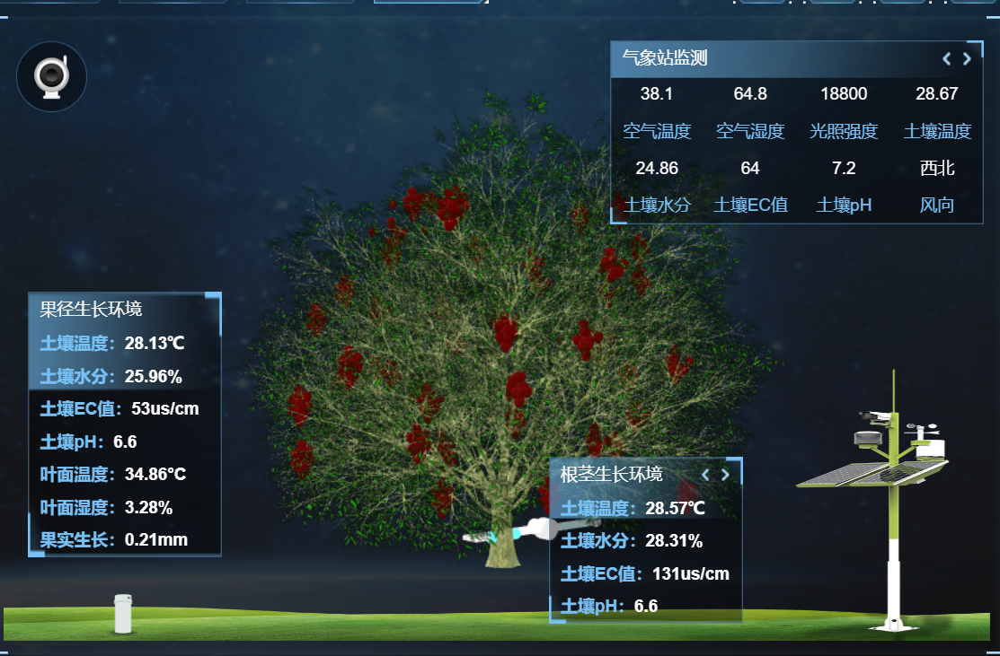 气象站监测
38.1 64.8 18800 28.67
空气温度 空气湿度 光照强度 土壤温度
24.86 64 7.2 西北
土壤水分 土壤EC值 土壤pH 风向
果径生长环境
土壤温度：28.13℃
土壤水分：25.96%
土壤EC值：53us/cm
土壤pH：6.6
叶面温度：34.86°C
叶面湿度：3.28%
果实生长：0.21mm
根茎生长环境
土壤温度：28.57℃
土壤水分：28.31%
土壤EC值：131us/cm
土壤pH：6.6